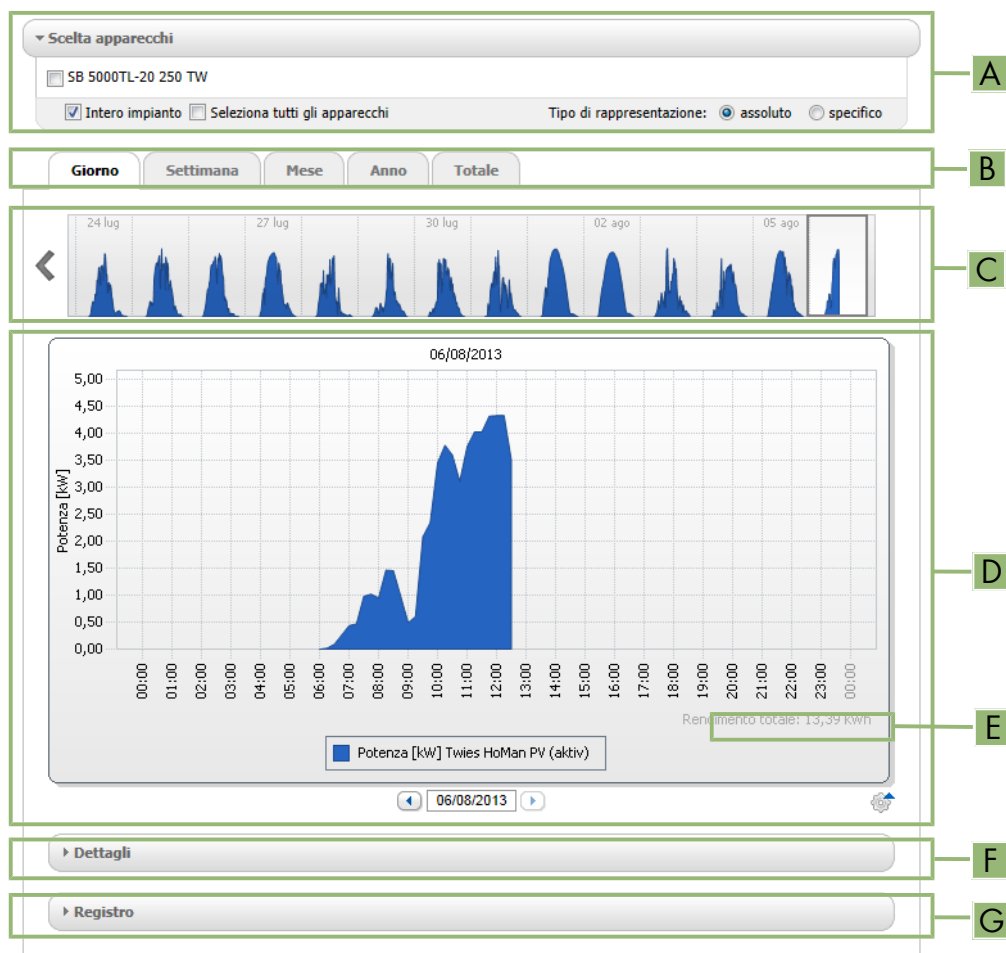 Scelta apparecchi
SB 5000TL-20 250 TW
Intero impianto Seleziona tutti gli apparecchi Tipo di rappresentazione: assoluto specifico
A
Giorno Settimana Mese Anno Totale
B
24 lug 27 lug 30 lug 02 ago 05 ago
C
06/08/2013
5,00
4,50
4,00
3,50
3,00
2,50
2,00
1,50
1,00
0,50
0,00
Potenza [kW]
00:00 01:00 02:00 03:00 04:00 05:00 06:00 07:00 08:00 09:00 10:00 11:00 12:00 13:00 14:00 15:00 16:00 17:00 18:00 19:00 20:00 21:00 22:00 23:00 00:00
D
Rendimento totale: 13,39 kWh
E
Potenza [kW] Twies HoMan PV (aktiv)
06/08/2013
Dettagli
F
Registro
G